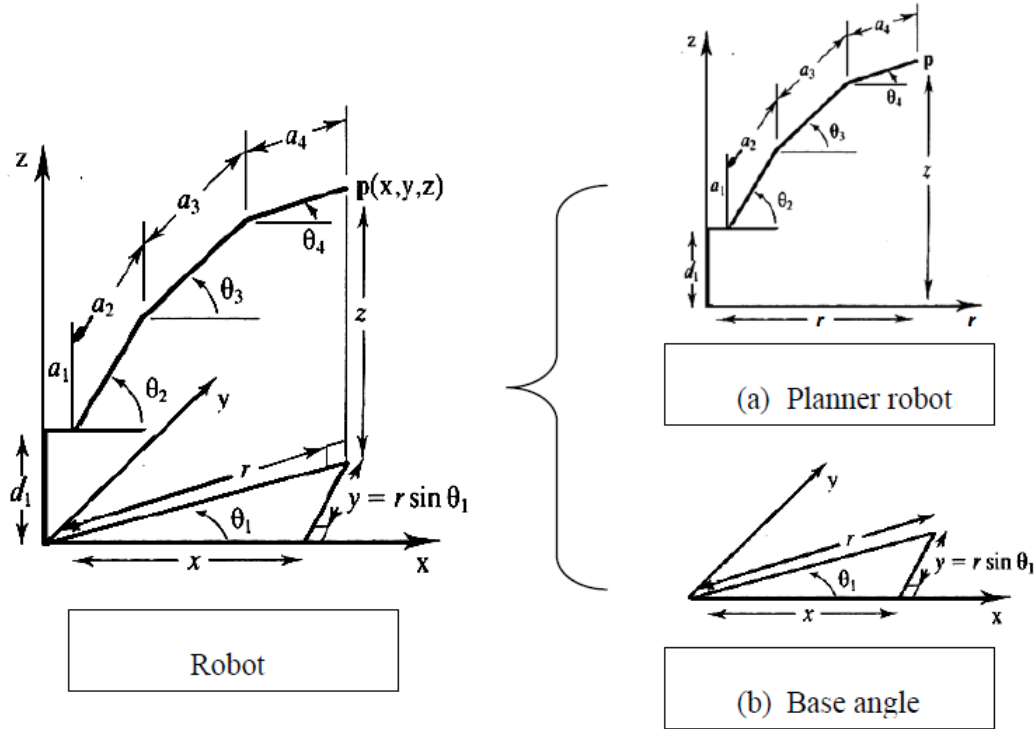 z
a₄
a₃
p(x,y,z)
θ₄
a₂
θ₃
z
a₁
θ₂
y
d₁
r
y = r sin θ₁
θ₁
x
x
Robot
z
a₄
p
a₃
θ₄
a₂
θ₃
a₁
z
θ₂
d₁
r
r
(a) Planner robot
y
r
y = r sin θ₁
θ₁
x
x
(b) Base angle